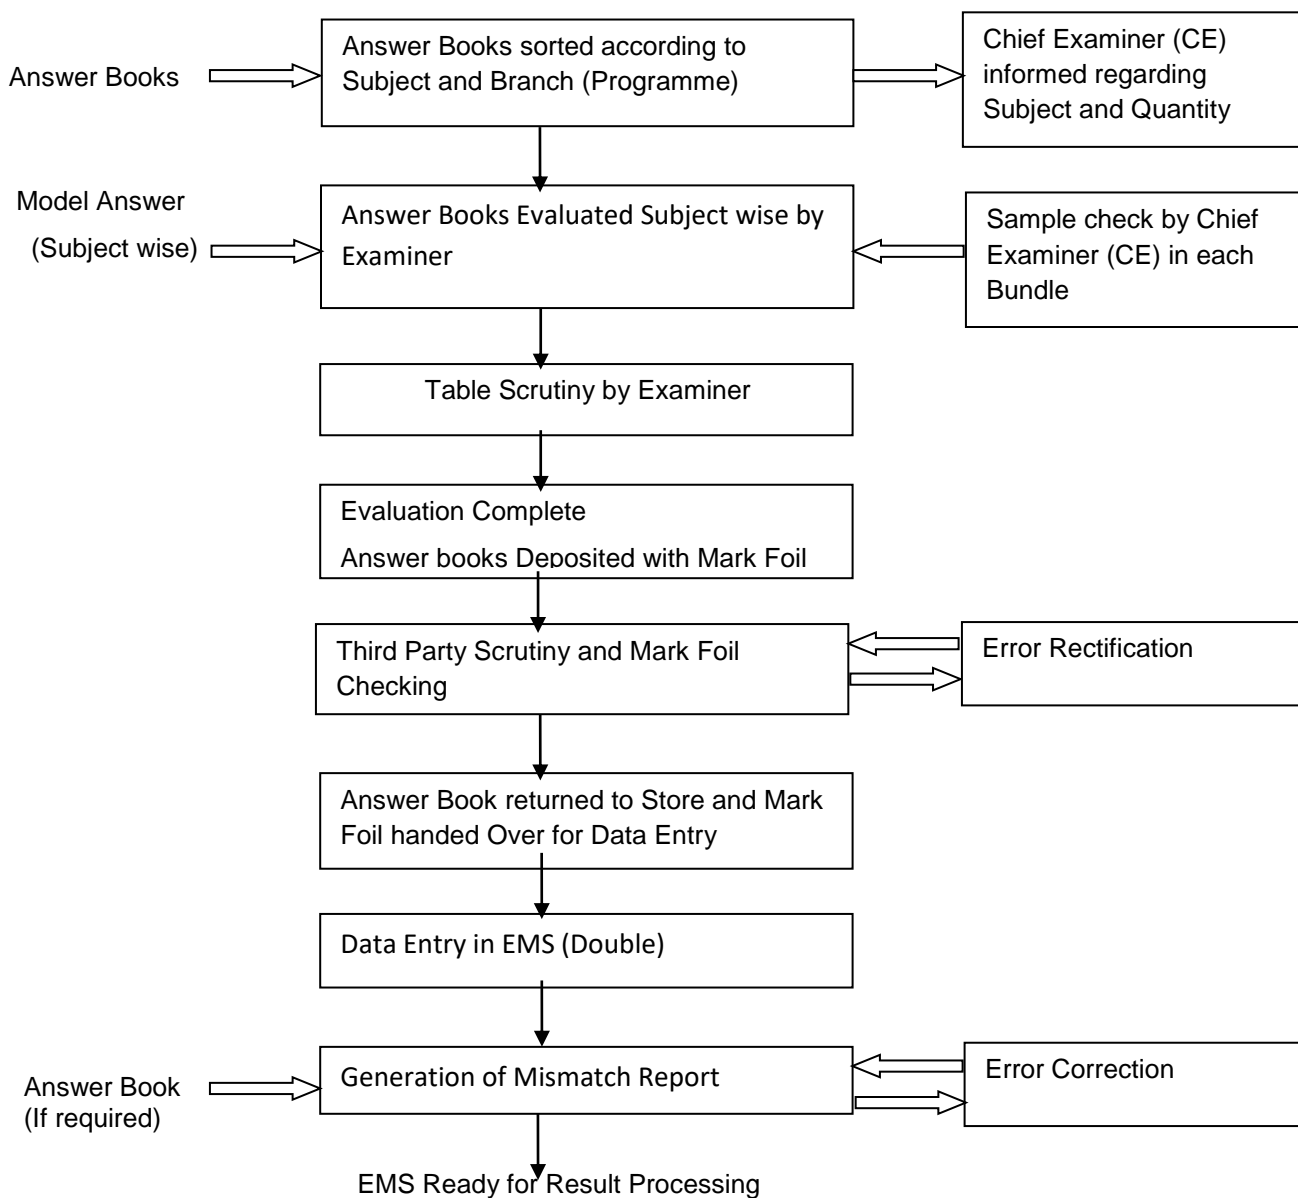 Answer Books
Answer Books sorted according to
Subject and Branch (Programme)
Chief Examiner (CE)
informed regarding
Subject and Quantity
Model Answer
(Subject wise)
Answer Books Evaluated Subject wise by
Examiner
Sample check by Chief
Examiner (CE) in each
Bundle
Table Scrutiny by Examiner
Evaluation Complete
Answer books Deposited with Mark Foil
Third Party Scrutiny and Mark Foil
Checking
Error Rectification
Answer Book returned to Store and Mark
Foil handed Over for Data Entry
Data Entry in EMS (Double)
Answer Book
(If required)
Generation of Mismatch Report
Error Correction
EMS Ready for Result Processing